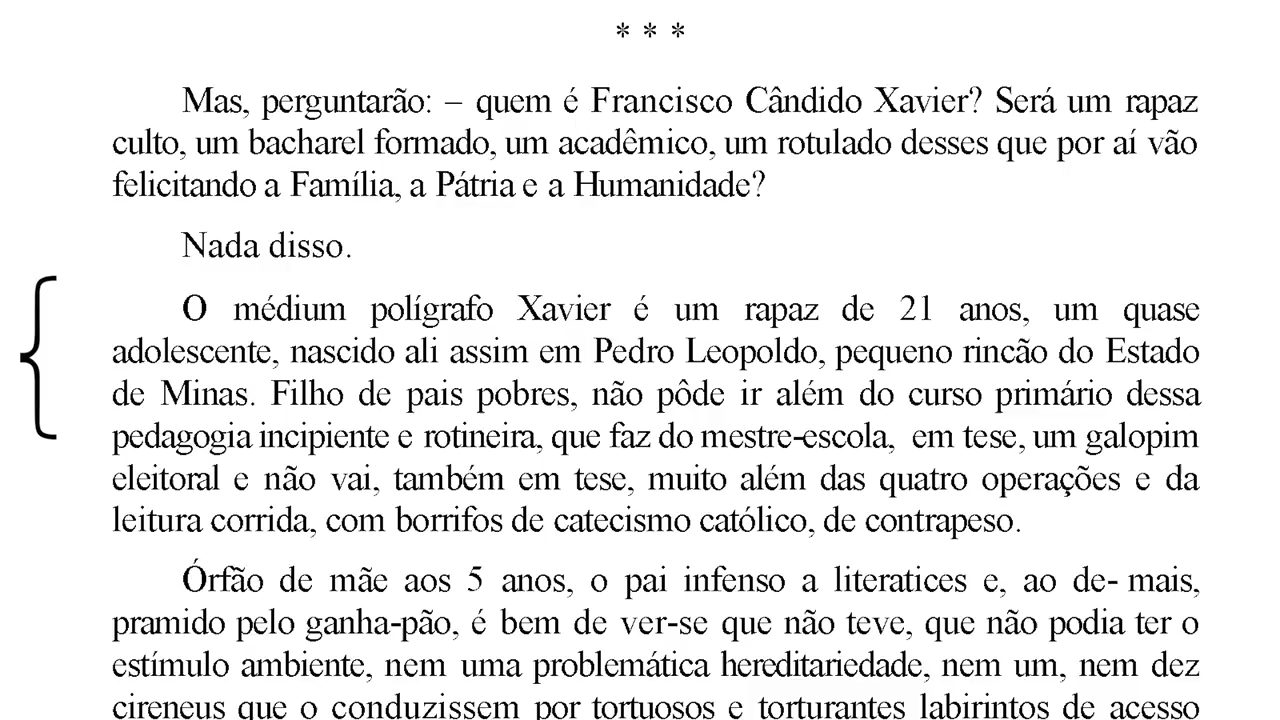 * * *
Mas, perguntarão: – quem é Francisco Cândido Xavier? Será um rapaz
culto, um bacharel formado, um acadêmico, um rotulado desses que por aí vão
felicitando a Família, a Pátria e a Humanidade?
Nada disso.
O médium polígrafo Xavier é um rapaz de 21 anos, um quase
adolescente, nascido ali assim em Pedro Leopoldo, pequeno rincão do Estado
de Minas. Filho de pais pobres, não pôde ir além do curso primário dessa
pedagogia incipiente e rotineira, que faz do mestre-escola, em tese, um galopim
eleitoral e não vai, também em tese, muito além das quatro operações e da
leitura corrida, com borrifos de catecismo católico, de contrapeso.
Órfão de mãe aos 5 anos, o pai infenso a literatices e, ao de- mais,
pramido pelo ganha-pão, é bem de ver-se que não teve, que não podia ter o
estímulo ambiente, nem uma problemática hereditariedade, nem um, nem dez
cireneus que o conduzissem por tortuosos e torturantes labirintos de acesso